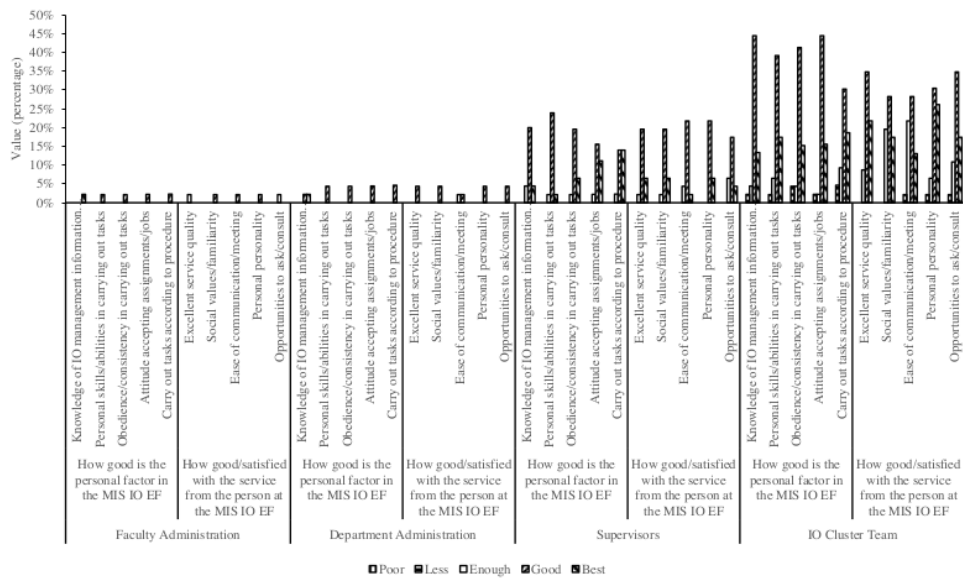 Value (percentage)
50%
45%
40%
35%
30%
25%
20%
15%
10%
5%
0%
Knowledge of IO management information...
Personal skills/abilities in carrying out tasks
Obedience/consistency in carrying out tasks
Attitude accepting assignments/jobs
Carry out tasks according to procedure
Excellent service quality
Social values/familiarity
Ease of communication/meeting
Personal personality
Opportunities to ask/consult
Knowledge of IO management information...
Personal skills/abilities in carrying out tasks
Obedience/consistency in carrying out tasks
Attitude accepting assignments/jobs
Carry out tasks according to procedure
Excellent service quality
Social values/familiarity
Ease of communication/meeting
Personal personality
Opportunities to ask/consult
Knowledge of IO management information...
Personal skills/abilities in carrying out tasks
Obedience/consistency in carrying out tasks
Attitude accepting assignments/jobs
Carry out tasks according to procedure
Excellent service quality
Social values/familiarity
Ease of communication/meeting
Personal personality
Opportunities to ask/consult
Knowledge of IO management information...
Personal skills/abilities in carrying out tasks
Obedience/consistency in carrying out tasks
Attitude accepting assignments/jobs
Carry out tasks according to procedure
Excellent service quality
Social values/familiarity
Ease of communication/meeting
Personal personality
Opportunities to ask/consult
How good is the
personal factor in
the MIS IO EF
How good/satisfied
with the service
from the person at
the MIS IO EF
How good is the
personal factor in
the MIS IO EF
How good/satisfied
with the service
from the person at
the MIS IO EF
How good is the
personal factor in
the MIS IO EF
How good/satisfied
with the service
from the person at
the MIS IO EF
How good is the
personal factor in
the MIS IO EF
How good/satisfied
with the service
from the person at
the MIS IO EF
Faculty Administration
Department Administration
Supervisors
IO Cluster Team
Poor Less Enough Good Best